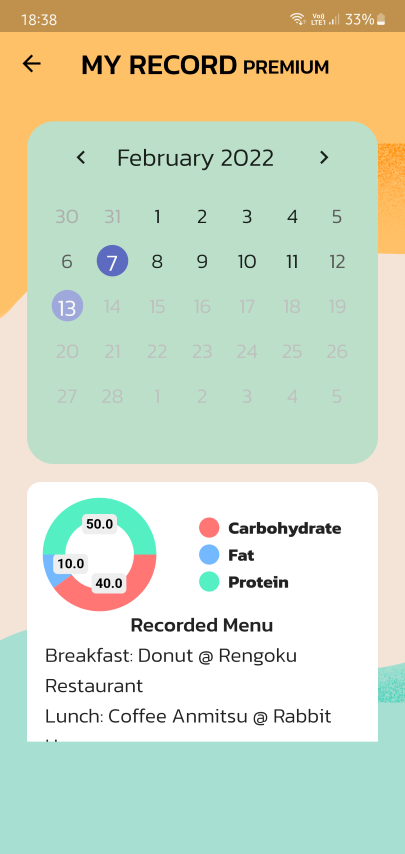 18:38 Vo)) LTE1 33%
MY RECORD PREMIUM
February 2022
30 31 1 2 3 4 5
6 7 8 9 10 11 12
13 14 15 16 17 18 19
20 21 22 23 24 25 26
27 28 1 2 3 4 5
50.0
10.0
40.0
Carbohydrate
Fat
Protein
Recorded Menu
Breakfast: Donut @ Rengoku
Restaurant
Lunch: Coffee Anmitsu @ Rabbit